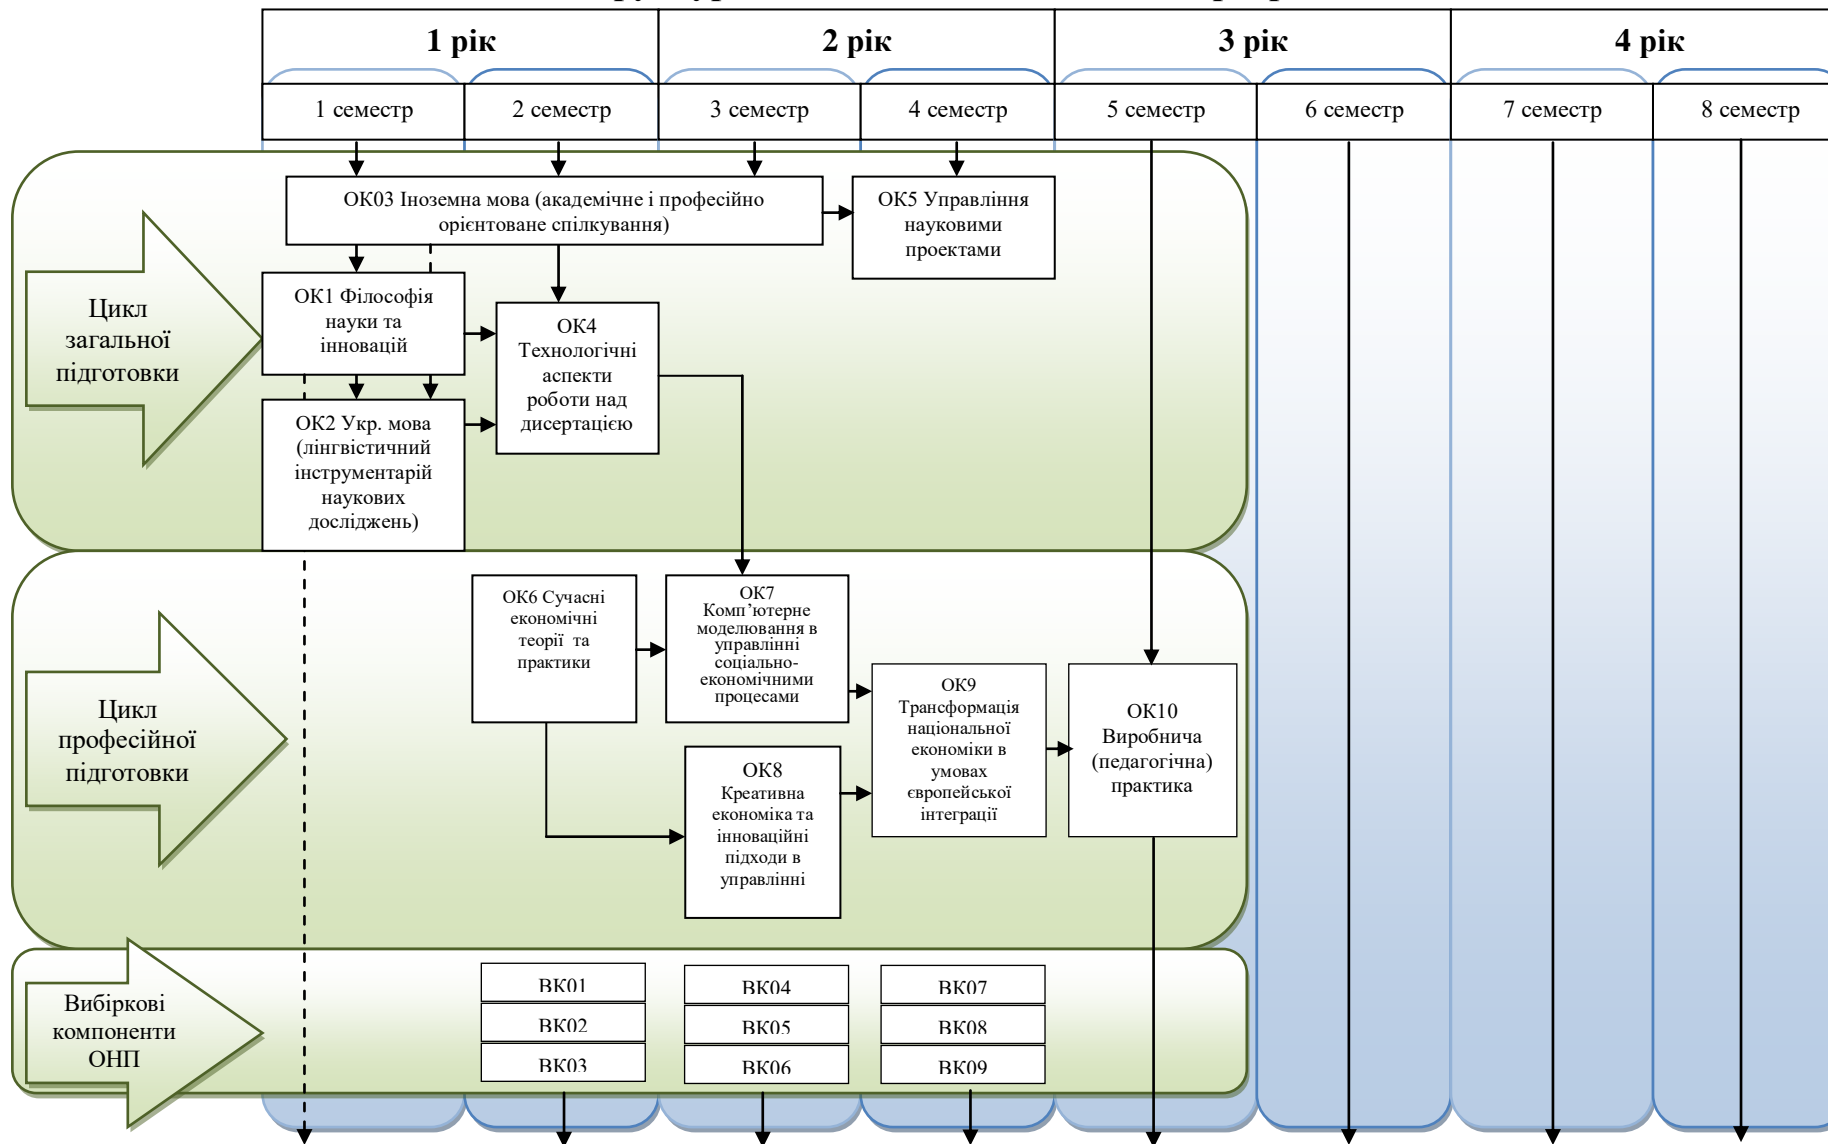 1 рік
2 рік
3 рік
4 рік
1 семестр
2 семестр
3 семестр
4 семестр
5 семестр
6 семестр
7 семестр
8 семестр
Цикл
загальної
підготовки
ОК03 Іноземна мова (академічне і професійно
орієнтоване спілкування)
ОК5 Управління
науковими
проектами
ОК1 Філософія
науки та
інновацій
ОК4
Технологічні
аспекти
роботи над
дисертацією
ОК2 Укр. мова
(лінгвістичний
інструментарій
наукових
досліджень)
Цикл
професійної
підготовки
ОК6 Сучасні
економічні
теорії та
практики
ОК7
Комп’ютерне
моделювання в
управлінні
соціально-
економічними
процесами
ОК8
Креативна
економіка та
інноваційні
підходи в
управлінні
ОК9
Трансформація
національної
економіки в
умовах
європейської
інтеграції
ОК10
Виробнича
(педагогічна)
практика
Вибіркові
компоненти
ОНП
ВК01
ВК02
ВК03
ВК04
ВК05
ВК06
ВК07
ВК08
ВК09